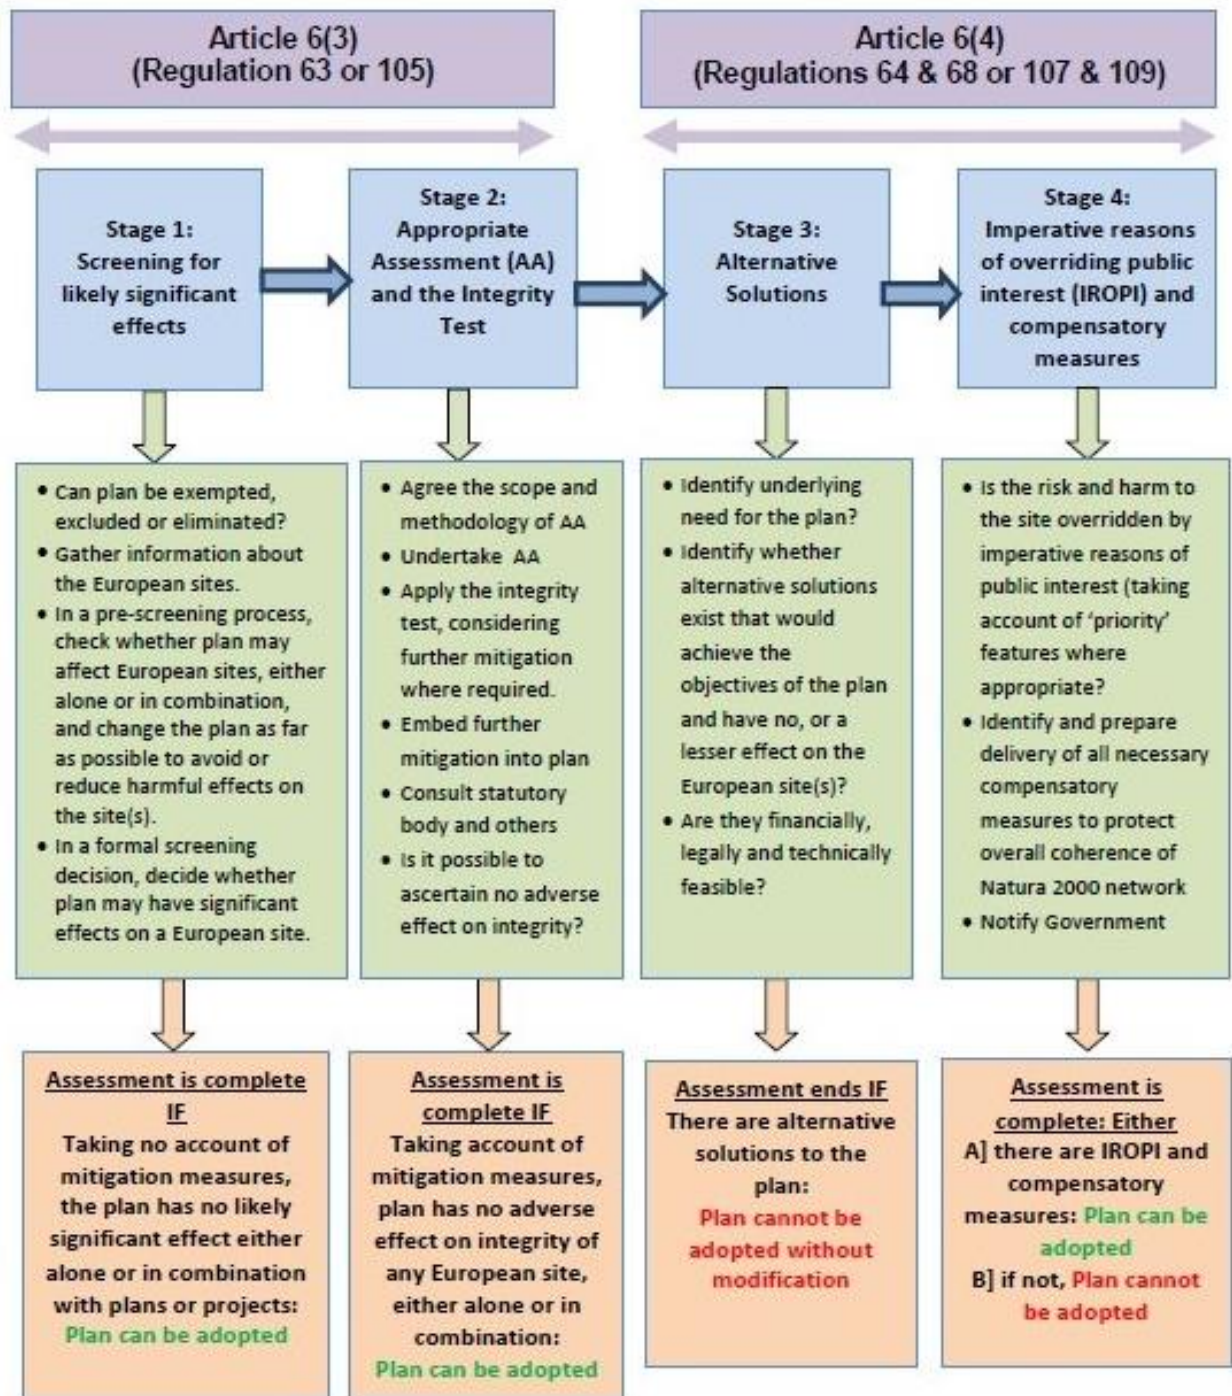 Article 6(3)
(Regulation 63 or 105)
Article 6(4)
(Regulations 64 & 68 or 107 & 109)
Stage 1:
Screening for
likely significant
effects
Stage 2:
Appropriate
Assessment (AA)
and the Integrity
Test
Stage 3:
Alternative
Solutions
Stage 4:
Imperative reasons
of overriding public
interest (IROPI) and
compensatory
measures
• Can plan be exempted,
excluded or eliminated?
• Gather information about
the European sites.
• In a pre-screening process,
check whether plan may
affect European sites, either
alone or in combination,
and change the plan as far
as possible to avoid or
reduce harmful effects on
the site(s).
• In a formal screening
decision, decide whether
plan may have significant
effects on a European site.
• Agree the scope and
methodology of AA
• Undertake AA
• Apply the integrity
test, considering
further mitigation
where required.
• Embed further
mitigation into plan
• Consult statutory
body and others
• Is it possible to
ascertain no adverse
effect on integrity?
• Identify underlying
need for the plan?
• Identify whether
alternative solutions
exist that would
achieve the
objectives of the plan
and have no, or a
lesser effect on the
European site(s)?
• Are they financially,
legally and technically
feasible?
• Is the risk and harm to
the site overridden by
imperative reasons of
public interest (taking
account of ‘priority’
features where
appropriate?
• Identify and prepare
delivery of all necessary
compensatory
measures to protect
overall coherence of
Natura 2000 network
• Notify Government
Assessment is complete
IF
Taking no account of
mitigation measures,
the plan has no likely
significant effect either
alone or in combination
with plans or projects:
Plan can be adopted
Assessment is
complete IF
Taking account of
mitigation measures,
plan has no adverse
effect on integrity of
any European site,
either alone or in
combination:
Plan can be adopted
Assessment ends IF
There are alternative
solutions to the
plan:
Plan cannot be
adopted without
modification
Assessment is
complete: Either
A] there are IROPI and
compensatory
measures: Plan can be
adopted
B] if not, Plan cannot
be adopted